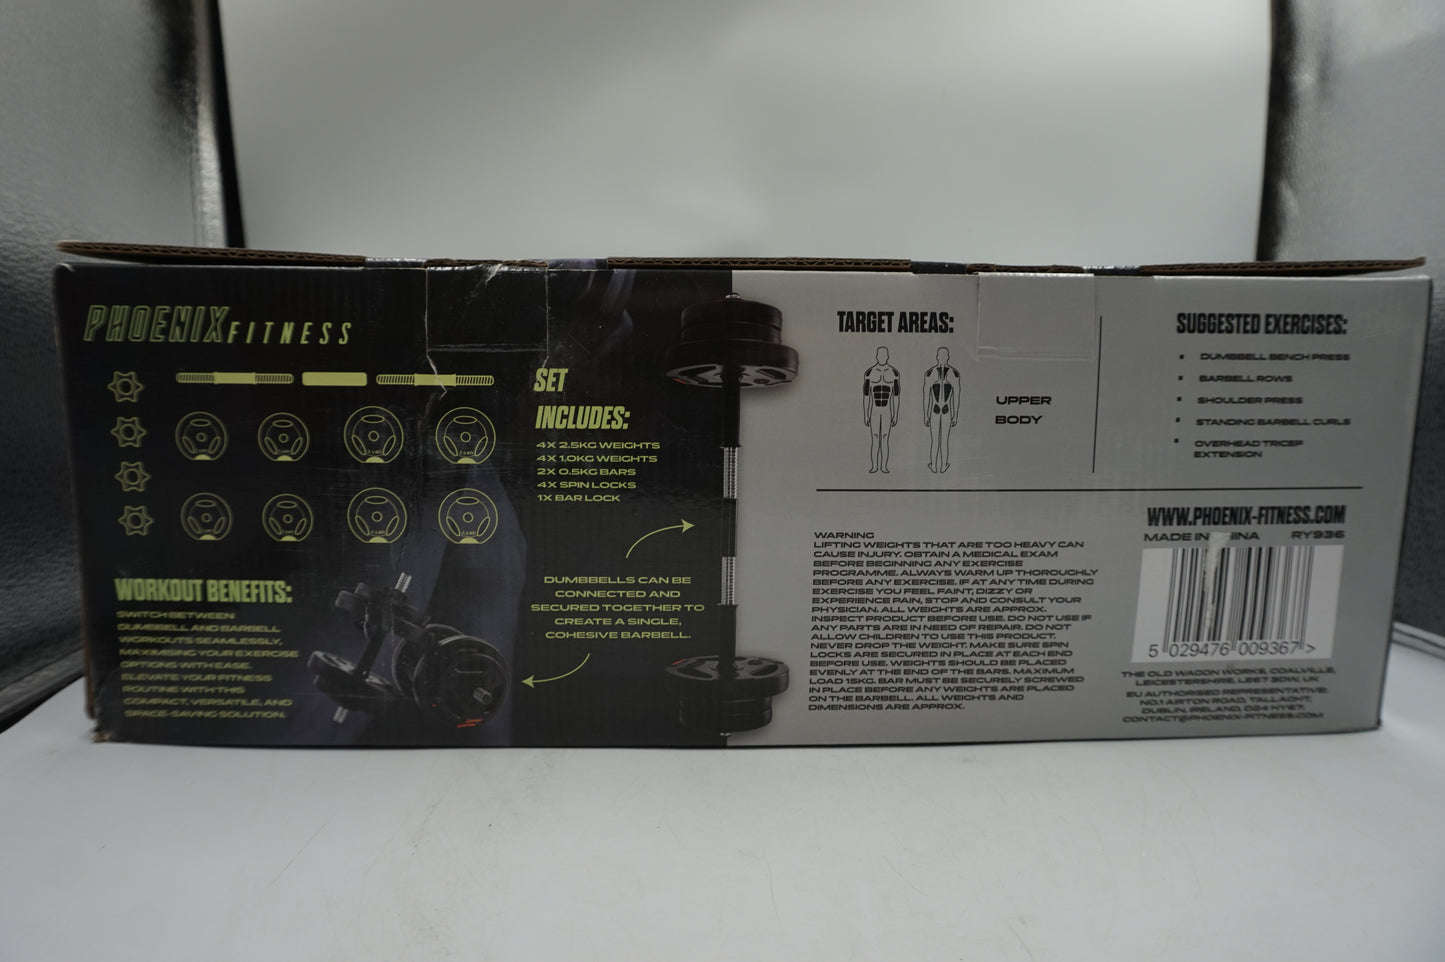 PHOENIX FITNESS
SET
INCLUDES:
4X 2.5KG WEIGHTS
4X 1.0KG WEIGHTS
2X 0.5KG BARS
4X SPIN LOCKS
1X BAR LOCK
DUMBBELLS CAN BE
CONNECTED AND
SECURED TOGETHER TO
CREATE A SINGLE,
COHESIVE BARBELL.
WORKOUT BENEFITS:
SWITCH BETWEEN
DUMBBELL AND BARBELL
WORKOUTS SEAMLESSLY,
MAXIMISING YOUR EXERCISE
OPTIONS WITH EASE.
ELEVATE YOUR FITNESS
ROUTINE WITH THIS
COMPACT, VERSATILE, AND
SPACE-SAVING SOLUTION.
TARGET AREAS:
UPPER
BODY
SUGGESTED EXERCISES:
▪ DUMBBELL BENCH PRESS
▪ BARBELL ROWS
▪ SHOULDER PRESS
▪ STANDING BARBELL CURLS
▪ OVERHEAD TRICEP
EXTENSION
WARNING
LIFTING WEIGHTS THAT ARE TOO HEAVY CAN
CAUSE INJURY. OBTAIN A MEDICAL EXAM
BEFORE BEGINNING ANY EXERCISE
PROGRAMME. ALWAYS WARM UP THOROUGHLY
BEFORE ANY EXERCISE. IF AT ANY TIME DURING
EXERCISE YOU FEEL FAINT, DIZZY OR
EXPERIENCE PAIN, STOP AND CONSULT YOUR
PHYSICIAN. ALL WEIGHTS ARE APPROX.
INSPECT PRODUCT BEFORE USE. DO NOT USE IF
ANY PARTS ARE IN NEED OF REPAIR. DO NOT
ALLOW CHILDREN TO USE THIS PRODUCT.
NEVER DROP THE WEIGHT. MAKE SURE SPIN
LOCKS ARE SECURED IN PLACE AT EACH END
BEFORE USE. WEIGHTS SHOULD BE PLACED
EVENLY AT THE END OF THE BARS. MAXIMUM
LOAD 15KG. BAR MUST BE SECURELY SCREWED
IN PLACE BEFORE ANY WEIGHTS ARE PLACED
ON THE BARBELL. ALL WEIGHTS AND
DIMENSIONS ARE APPROX.
WWW.PHOENIX-FITNESS.COM
MADE IN CHINA RY936
5 029476 009367 >
THE OLD WAGON WORKS, COALVILLE,
LEICESTERSHIRE, LE67 3DW, UK
EU AUTHORISED REPRESENTATIVE:
NO.1 AIRTON ROAD, TALLAGHT,
DUBLIN, IRELAND, D24 HYE7,
CONTACT@PHOENIX-FITNESS.COM